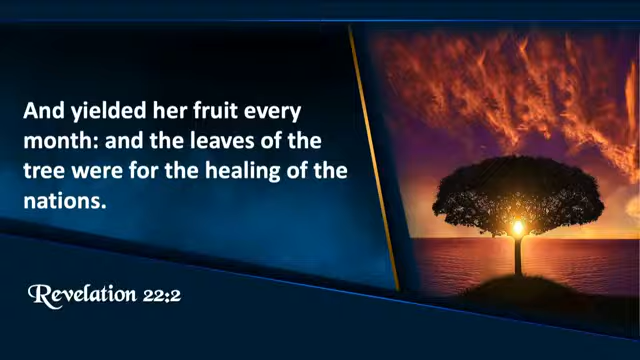 And yielded her fruit every
month: and the leaves of the
tree were for the healing of the
nations.
Revelation 22:2